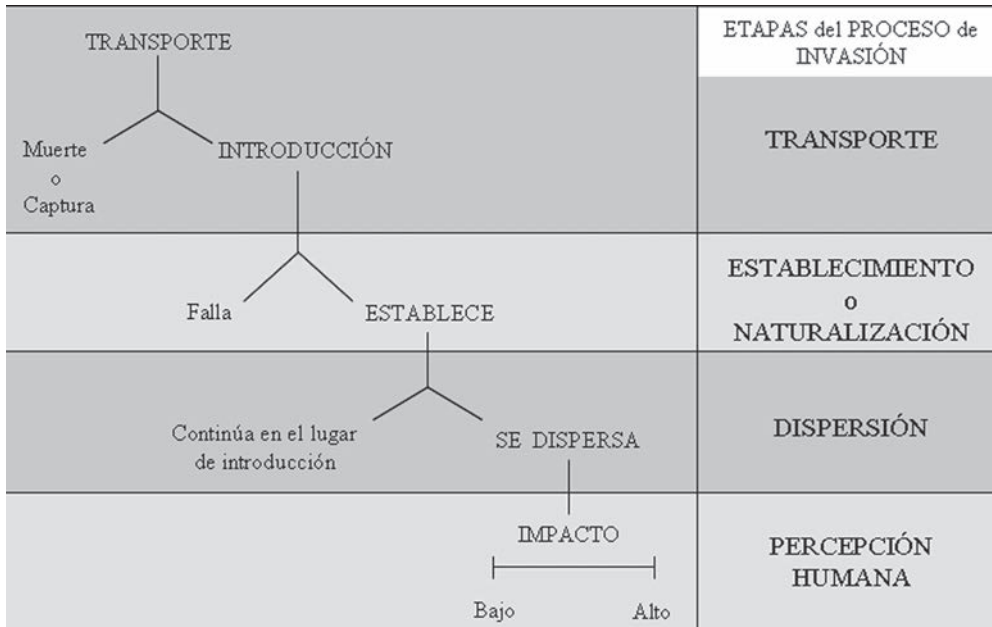 TRANSPORTE
ETAPAS del PROCESO de
INVASIÓN
Muerte
o
Captura
INTRODUCCIÓN
TRANSPORTE
Falla
ESTABLECE
ESTABLECIMIENTO
o
NATURALIZACIÓN
Continúa en el lugar
de introducción
SE DISPERSA
DISPERSIÓN
IMPACTO
Bajo
Alto
PERCEPCIÓN
HUMANA